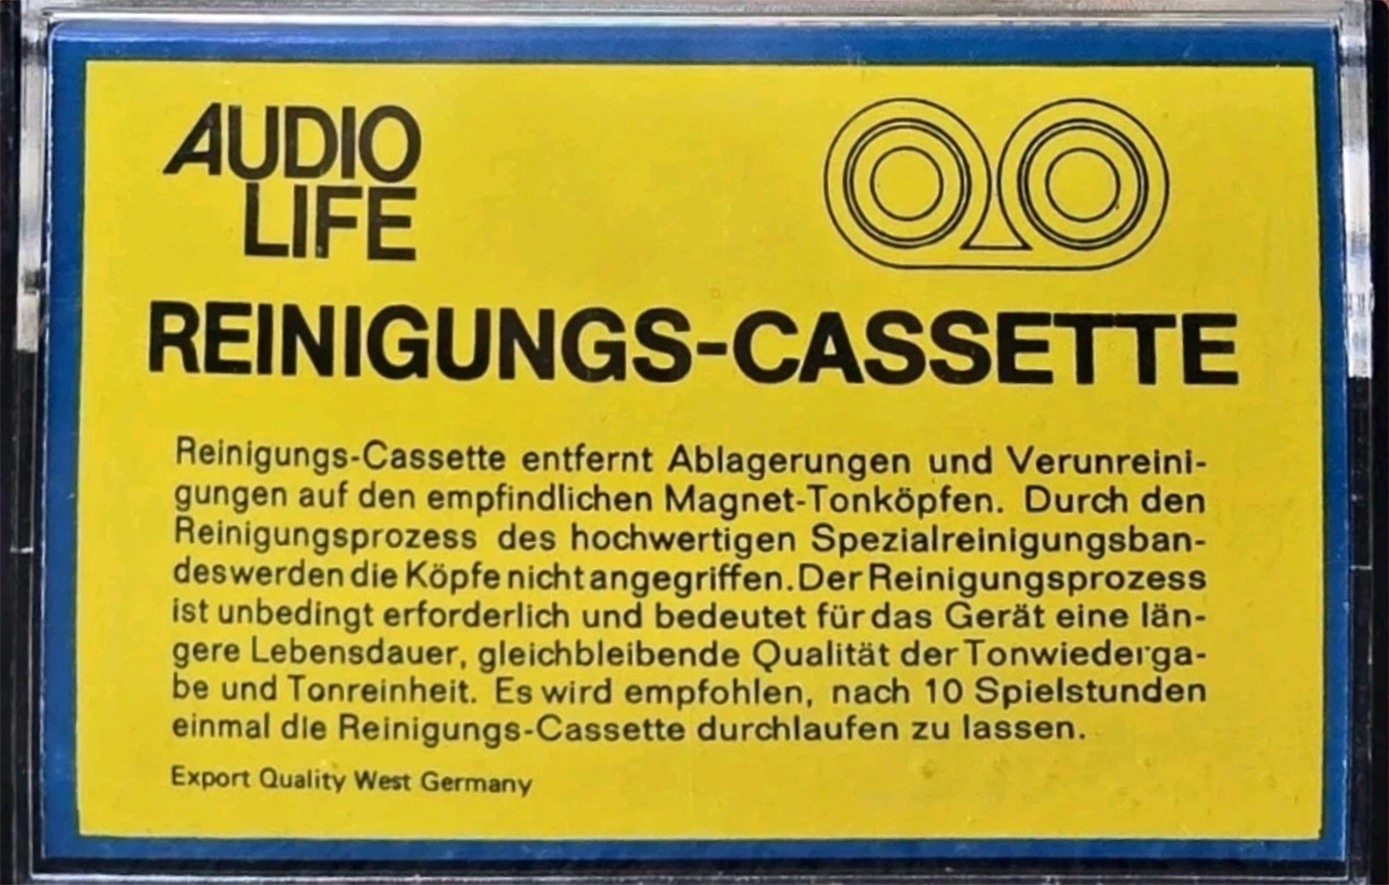 AUDIO
LIFE
REINIGUNGS-CASSETTE
Reinigungs-Cassette entfernt Ablagerungen und Verunreini-
gungen auf den empfindlichen Magnet-Tonköpfen. Durch den
Reinigungsprozess des hochwertigen Spezialreinigungsban-
des werden die Köpfe nicht angegriffen. Der Reinigungsprozess
ist unbedingt erforderlich und bedeutet für das Gerät eine län-
gere Lebensdauer, gleichbleibende Qualität der Tonwiederga-
be und Tonreinheit. Es wird empfohlen, nach 10 Spielstunden
einmal die Reinigungs-Cassette durchlaufen zu lassen.
Export Quality West Germany